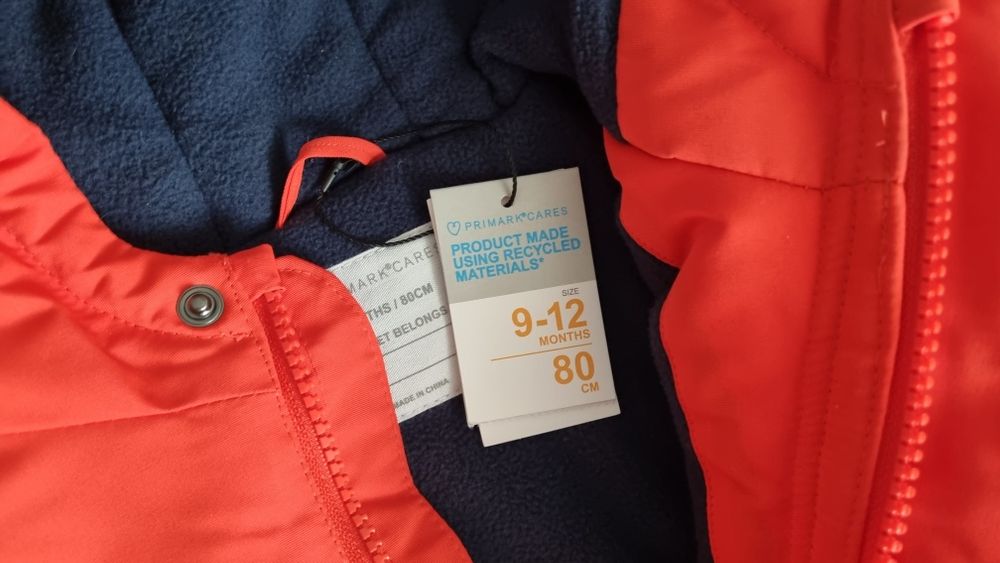 PRIMARK®CARES
PRODUCT MADE
USING RECYCLED
MATERIALS*
SIZE
9-12
MONTHS
80
CM
MARK®CARES
THS / 80CM
ET BELONGS
MADE IN CHINA